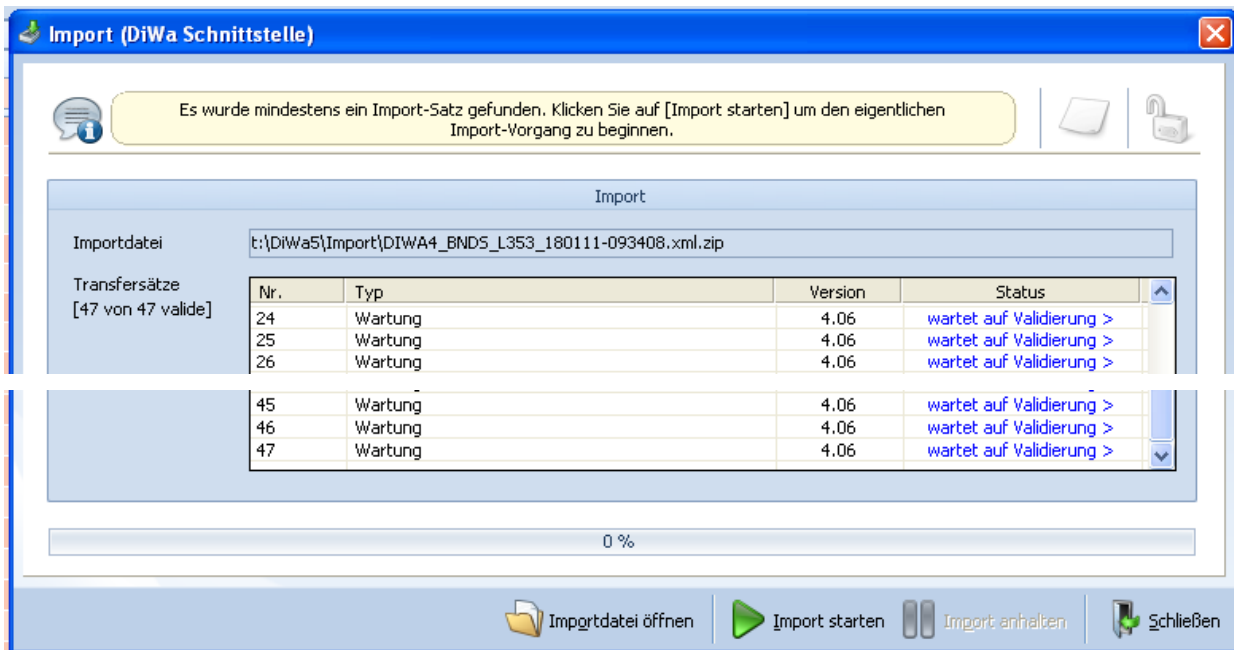 Import (DiWa Schnittstelle)
Es wurde mindestens ein Import-Satz gefunden. Klicken Sie auf [Import starten] um den eigentlichen
Import-Vorgang zu beginnen.
Import
Importdatei t:\DiWa5\Import\DIWA4_BNDS_L353_180111-093408.xml.zip
Transfersätze
[47 von 47 valide]
Nr. Typ Version Status
24 Wartung 4.06 wartet auf Validierung >
25 Wartung 4.06 wartet auf Validierung >
26 Wartung 4.06 wartet auf Validierung >
45 Wartung 4.06 wartet auf Validierung >
46 Wartung 4.06 wartet auf Validierung >
47 Wartung 4.06 wartet auf Validierung >
0 %
Importdatei öffnen Import starten Import anhalten Schließen